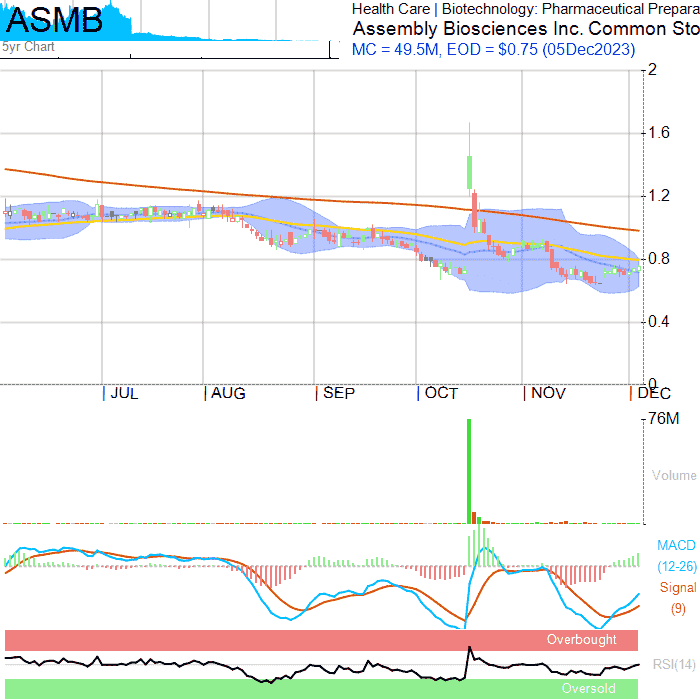 ASMB
5yr Chart
Health Care | Biotechnology: Pharmaceutical Prepara
Assembly Biosciences Inc. Common Sto
MC = 49.5M, EOD = $0.75 (05Dec2023)
2
1.6
1.2
0.8
0.4
0
JUL AUG SEP OCT NOV DEC
76M
Volume
MACD
(12-26)
Signal
(9)
Overbought
RSI(14)
Oversold